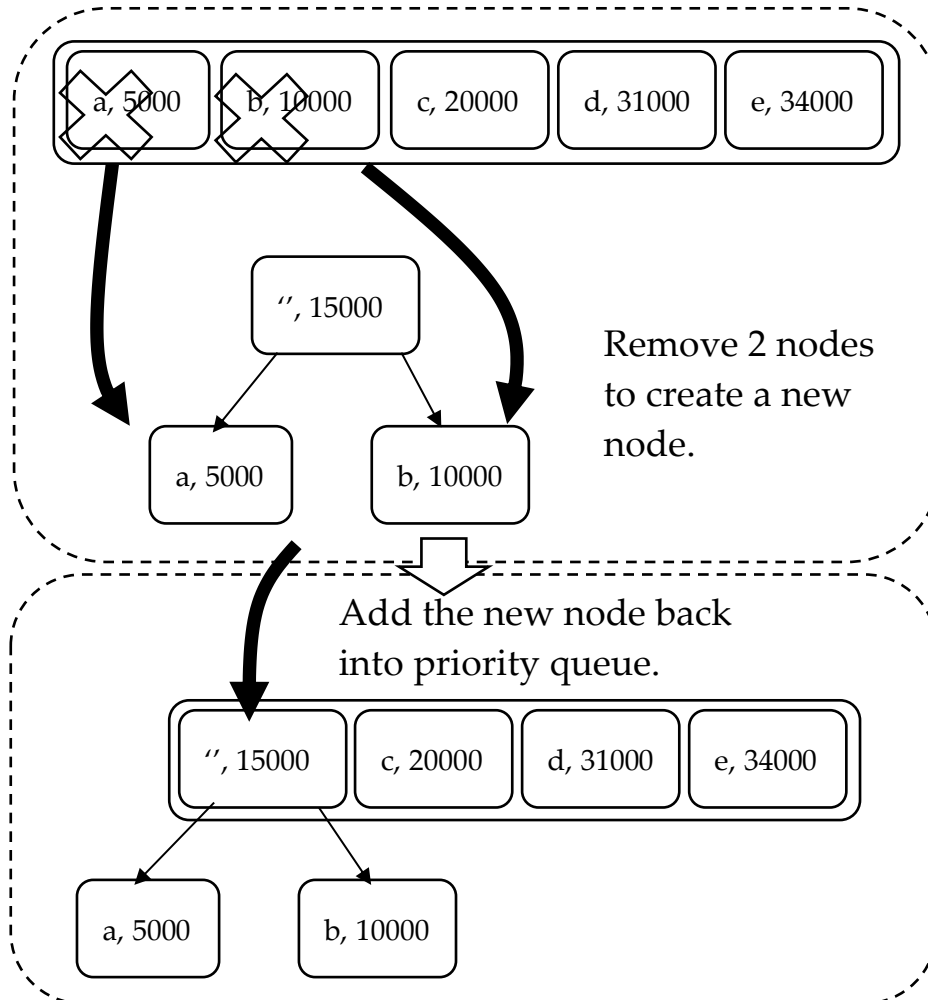 a, 5000 b, 10000 c, 20000 d, 31000 e, 34000
‘’, 15000
Remove 2 nodes
to create a new
node.
a, 5000 b, 10000
Add the new node back
into priority queue.
‘’, 15000 c, 20000 d, 31000 e, 34000
a, 5000 b, 10000